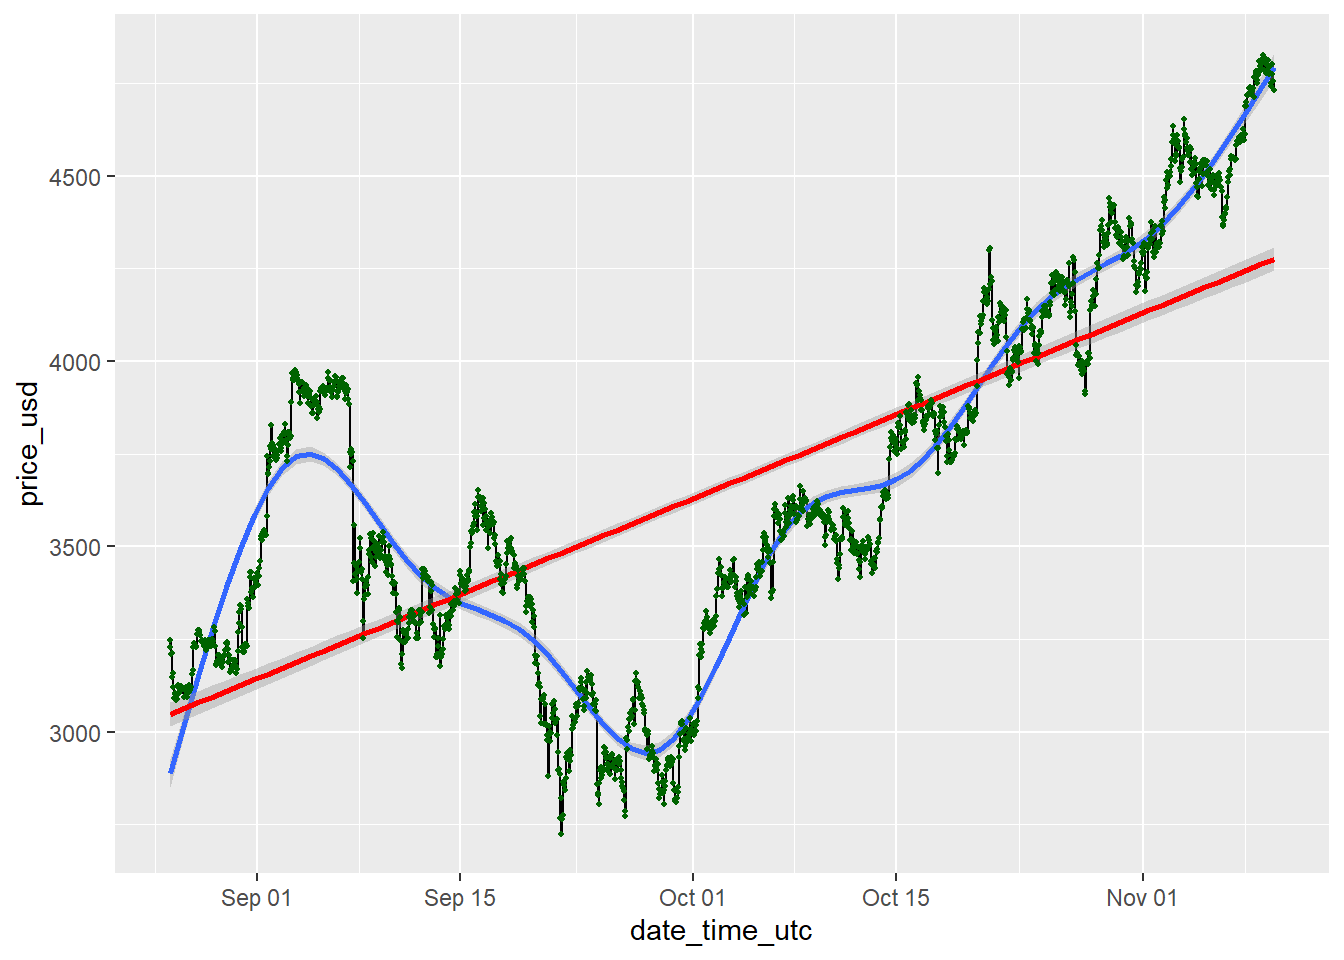 price_usd
4500
4000
3500
3000
Sep 01
Sep 15
Oct 01
Oct 15
Nov 01
date_time_utc